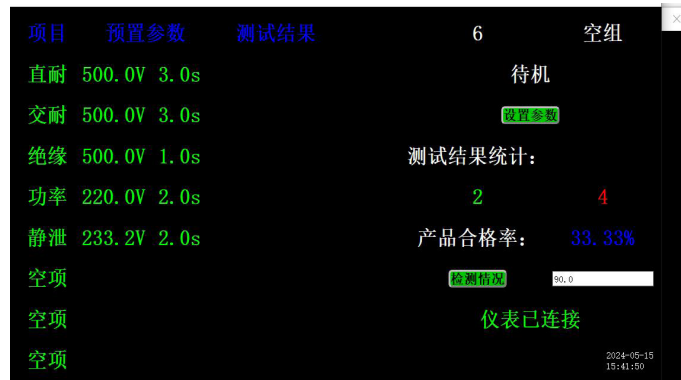 项目 预置参数 测试结果 6 空组
直耐 500.0V 3.0s 待机
交耐 500.0V 3.0s 设置参数
绝缘 500.0V 1.0s 测试结果统计:
功率 220.0V 2.0s 2 4
静泄 233.2V 2.0s 产品合格率: 33.33%
空项 检测情况 90.0
空项 仪表已连接
空项 2024-05-15
15:41:50